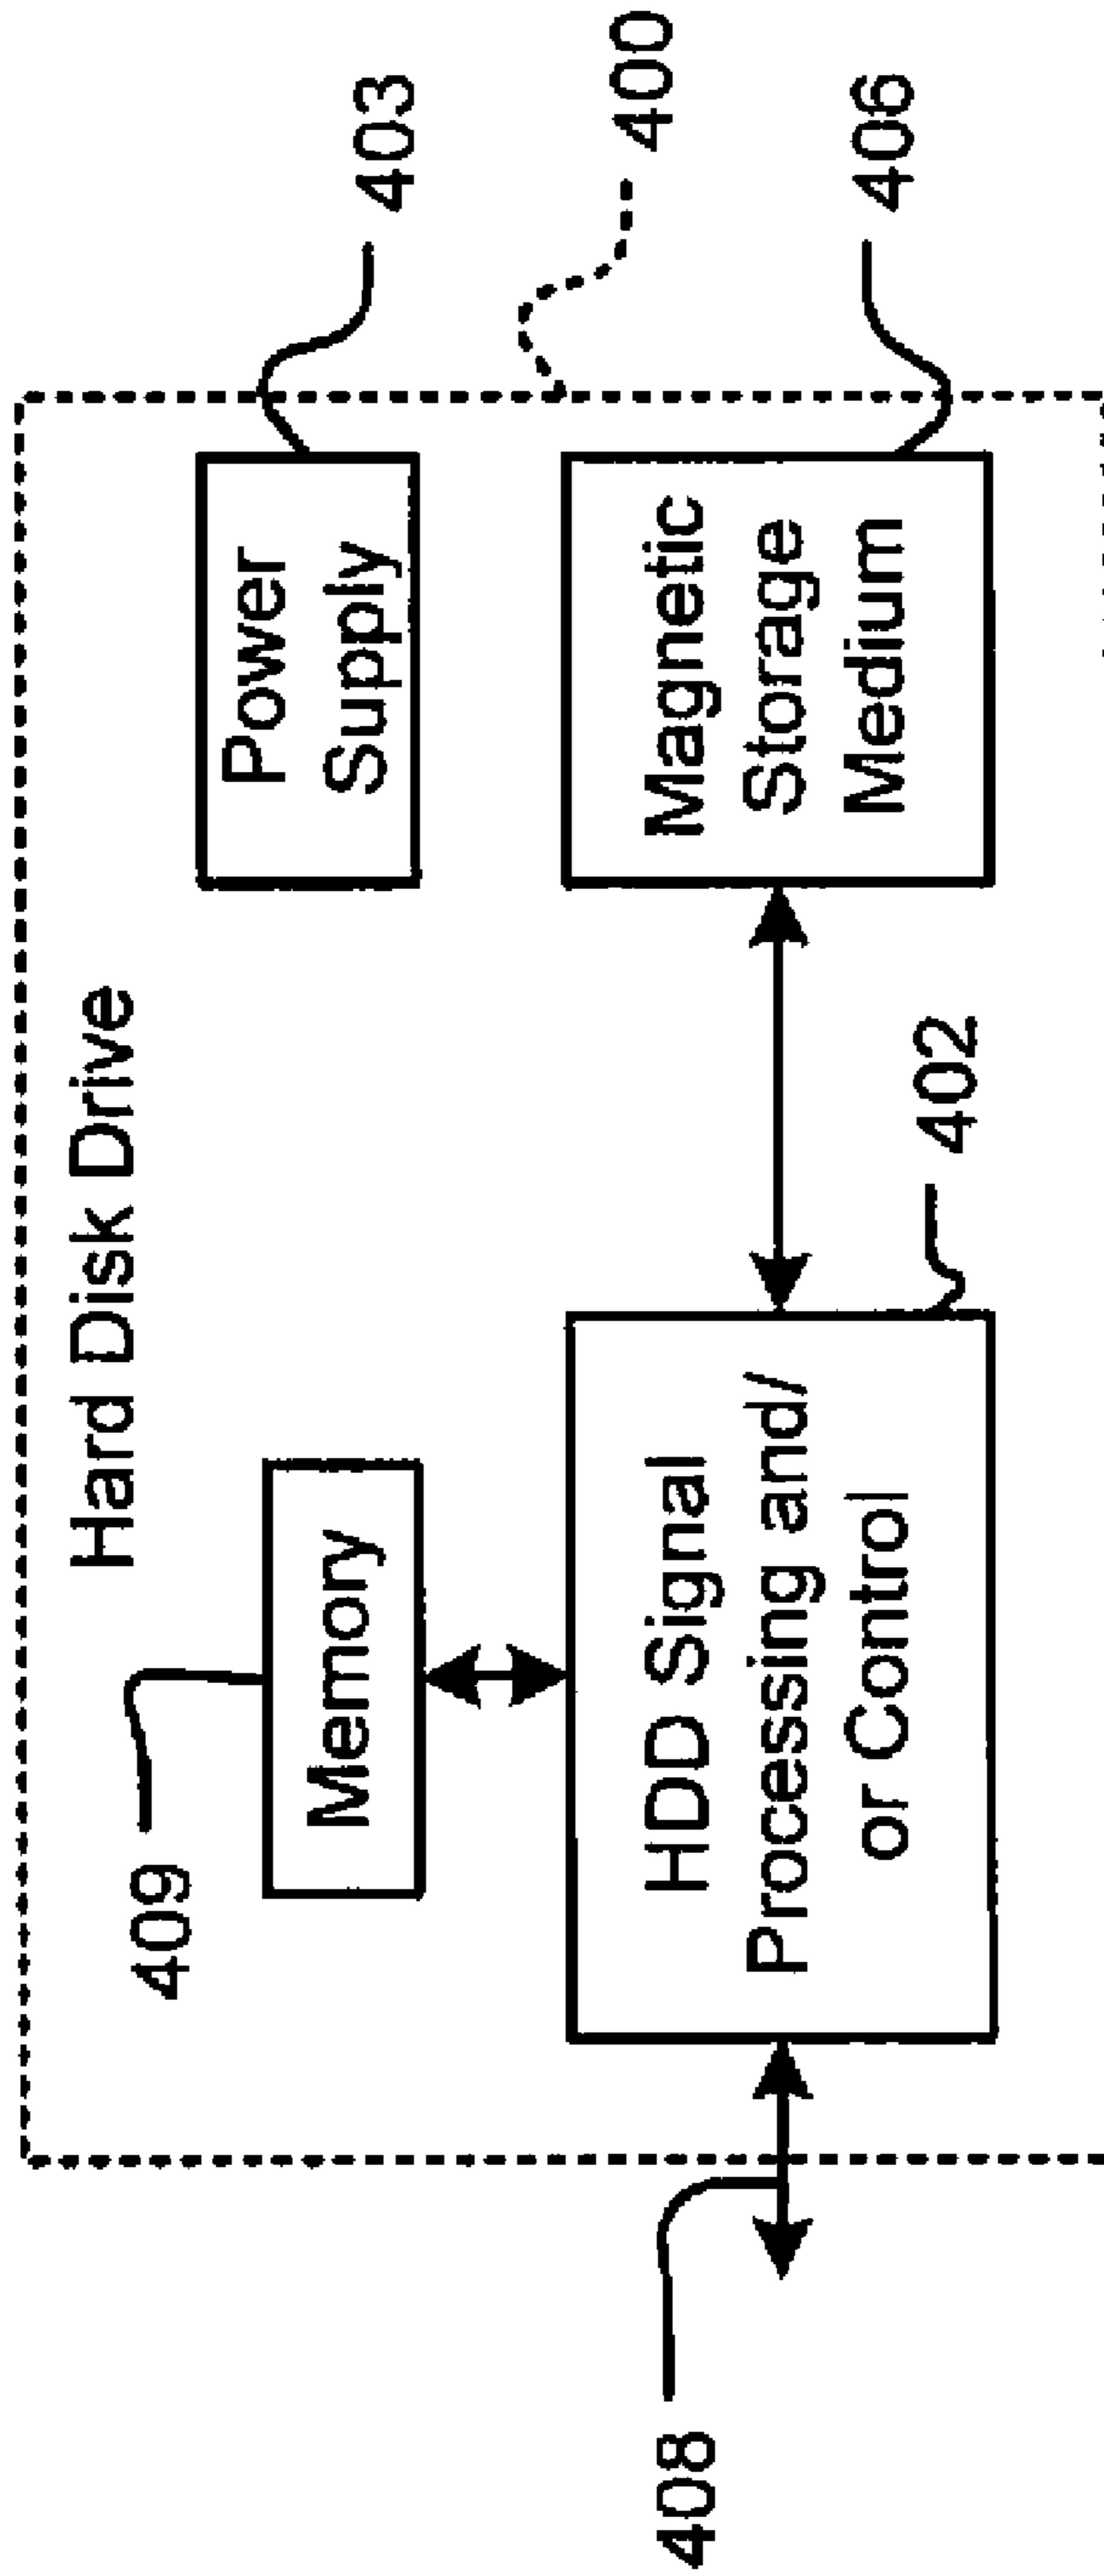 Hard Disk Drive
409
Memory
Power
Supply
403
400
408
HDD Signal
Processing and/
or Control
402
Magnetic
Storage
Medium
406